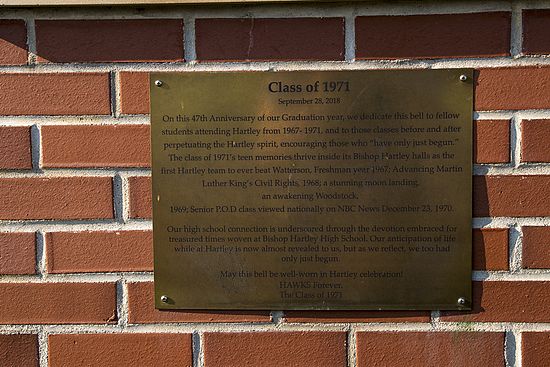 Class of 1971
September 28, 2018
On this 47th Anniversary of our Graduation year, we dedicate this bell to fellow
students attending Hartley from 1967- 1971, and to those classes before and after
perpetuating the Hartley spirit, encouraging those who “have only just begun.”
The class of 1971's teen memories thrive inside its Bishop Hartley halls as the
first Hartley team to ever beat Watterson, Freshman year 1967; Advancing Martin
Luther King's Civil Rights, 1968; a stunning moon landing,
an awakening Woodstock,
1969; Senior P.O.D class viewed nationally on NBC News December 23, 1970.
Our high school connection is underscored through the devotion embraced for
treasured times woven at Bishop Hartley High School. Our anticipation of life
while at Hartley is now almost revealed to us, but as we reflect, we too had
only just begun.
May this bell be well-worn in Hartley celebration!
HAWKS Forever,
The Class of 1971